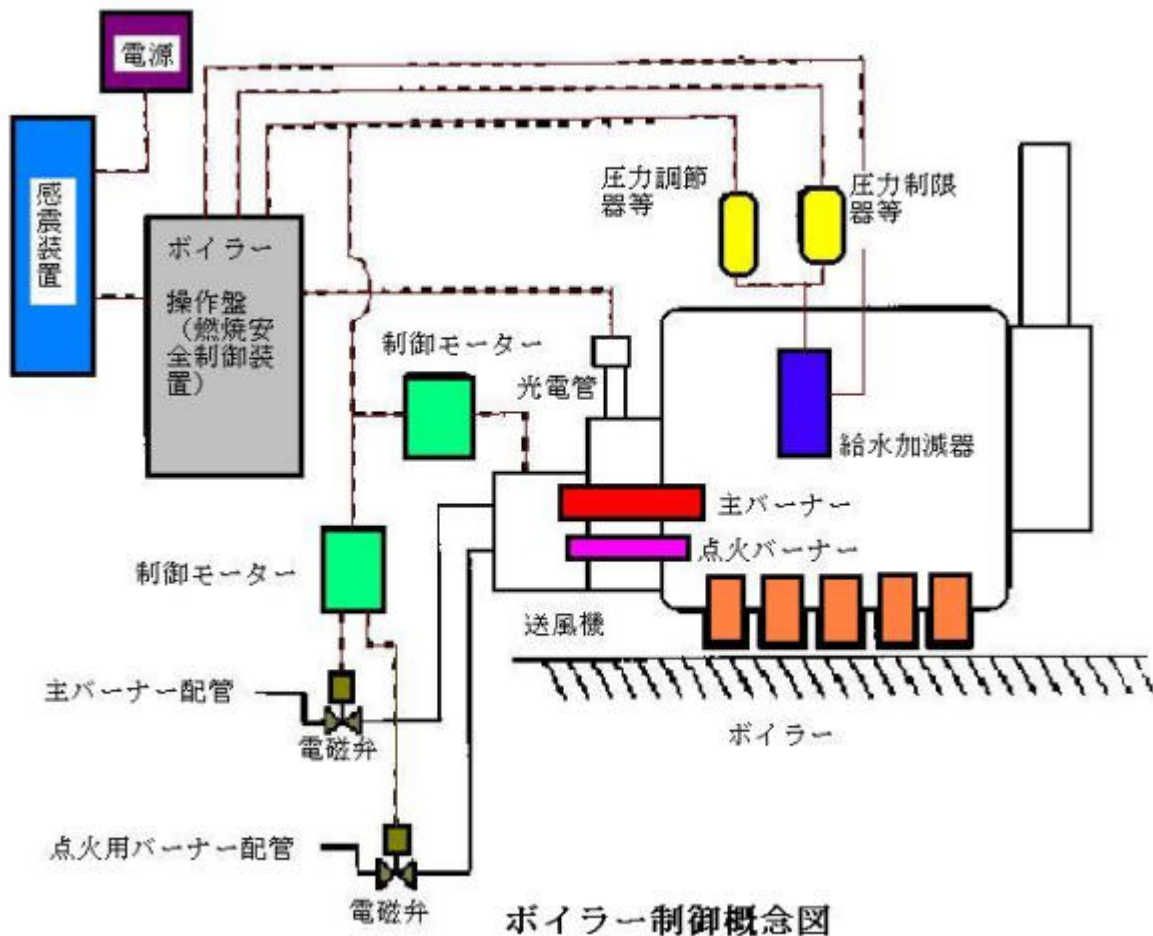 電源
感震装置
ボイラー
操作盤
（燃焼安
全制御装
置）
圧力調節
器等
圧力制限
器等
制御モーター
光電管
給水加減器
主バーナー
点火バーナー
制御モーター
送風機
主バーナー配管
電磁弁
ボイラー
点火用バーナー配管
電磁弁
ボイラー制御概念図